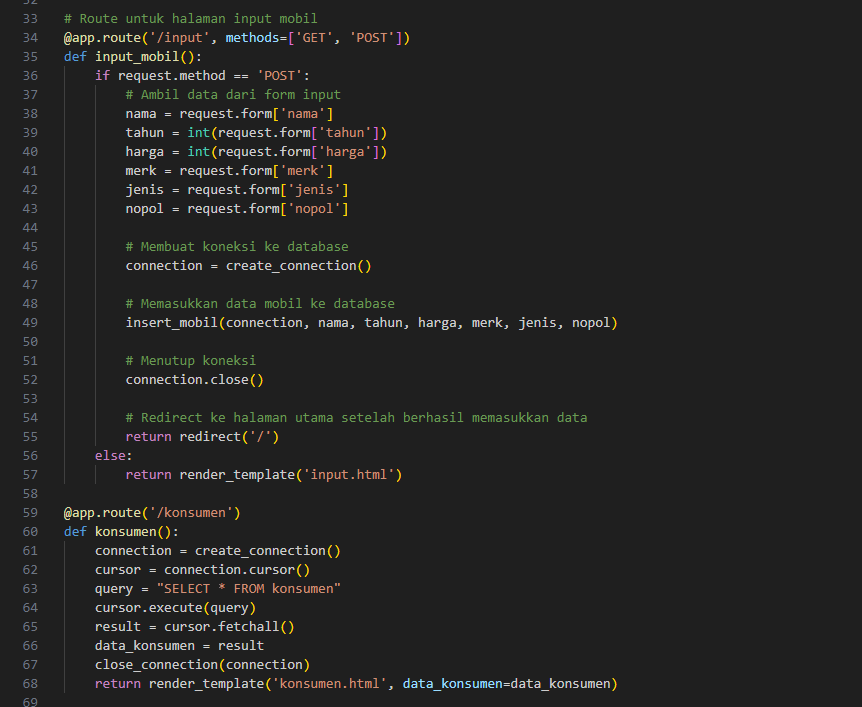 32
33 # Route untuk halaman input mobil
34 @app.route('/input', methods=['GET', 'POST'])
35 def input_mobil():
36     if request.method == 'POST':
37         # Ambil data dari form input
38         nama = request.form['nama']
39         tahun = int(request.form['tahun'])
40         harga = int(request.form['harga'])
41         merk = request.form['merk']
42         jenis = request.form['jenis']
43         nopol = request.form['nopol']
44
45         # Membuat koneksi ke database
46         connection = create_connection()
47
48         # Memasukkan data mobil ke database
49         insert_mobil(connection, nama, tahun, harga, merk, jenis, nopol)
50
51         # Menutup koneksi
52         connection.close()
53
54         # Redirect ke halaman utama setelah berhasil memasukkan data
55         return redirect('/')
56     else:
57         return render_template('input.html')
58
59 @app.route('/konsumen')
60 def konsumen():
61     connection = create_connection()
62     cursor = connection.cursor()
63     query = "SELECT * FROM konsumen"
64     cursor.execute(query)
65     result = cursor.fetchall()
66     data_konsumen = result
67     close_connection(connection)
68     return render_template('konsumen.html', data_konsumen=data_konsumen)
69